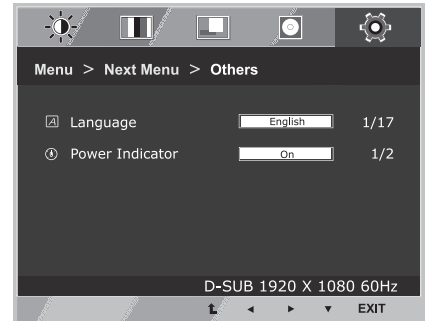 Menu > Next Menu > Others
Language English 1/17
Power Indicator On 1/2
D-SUB 1920 X 1080 60Hz
EXIT